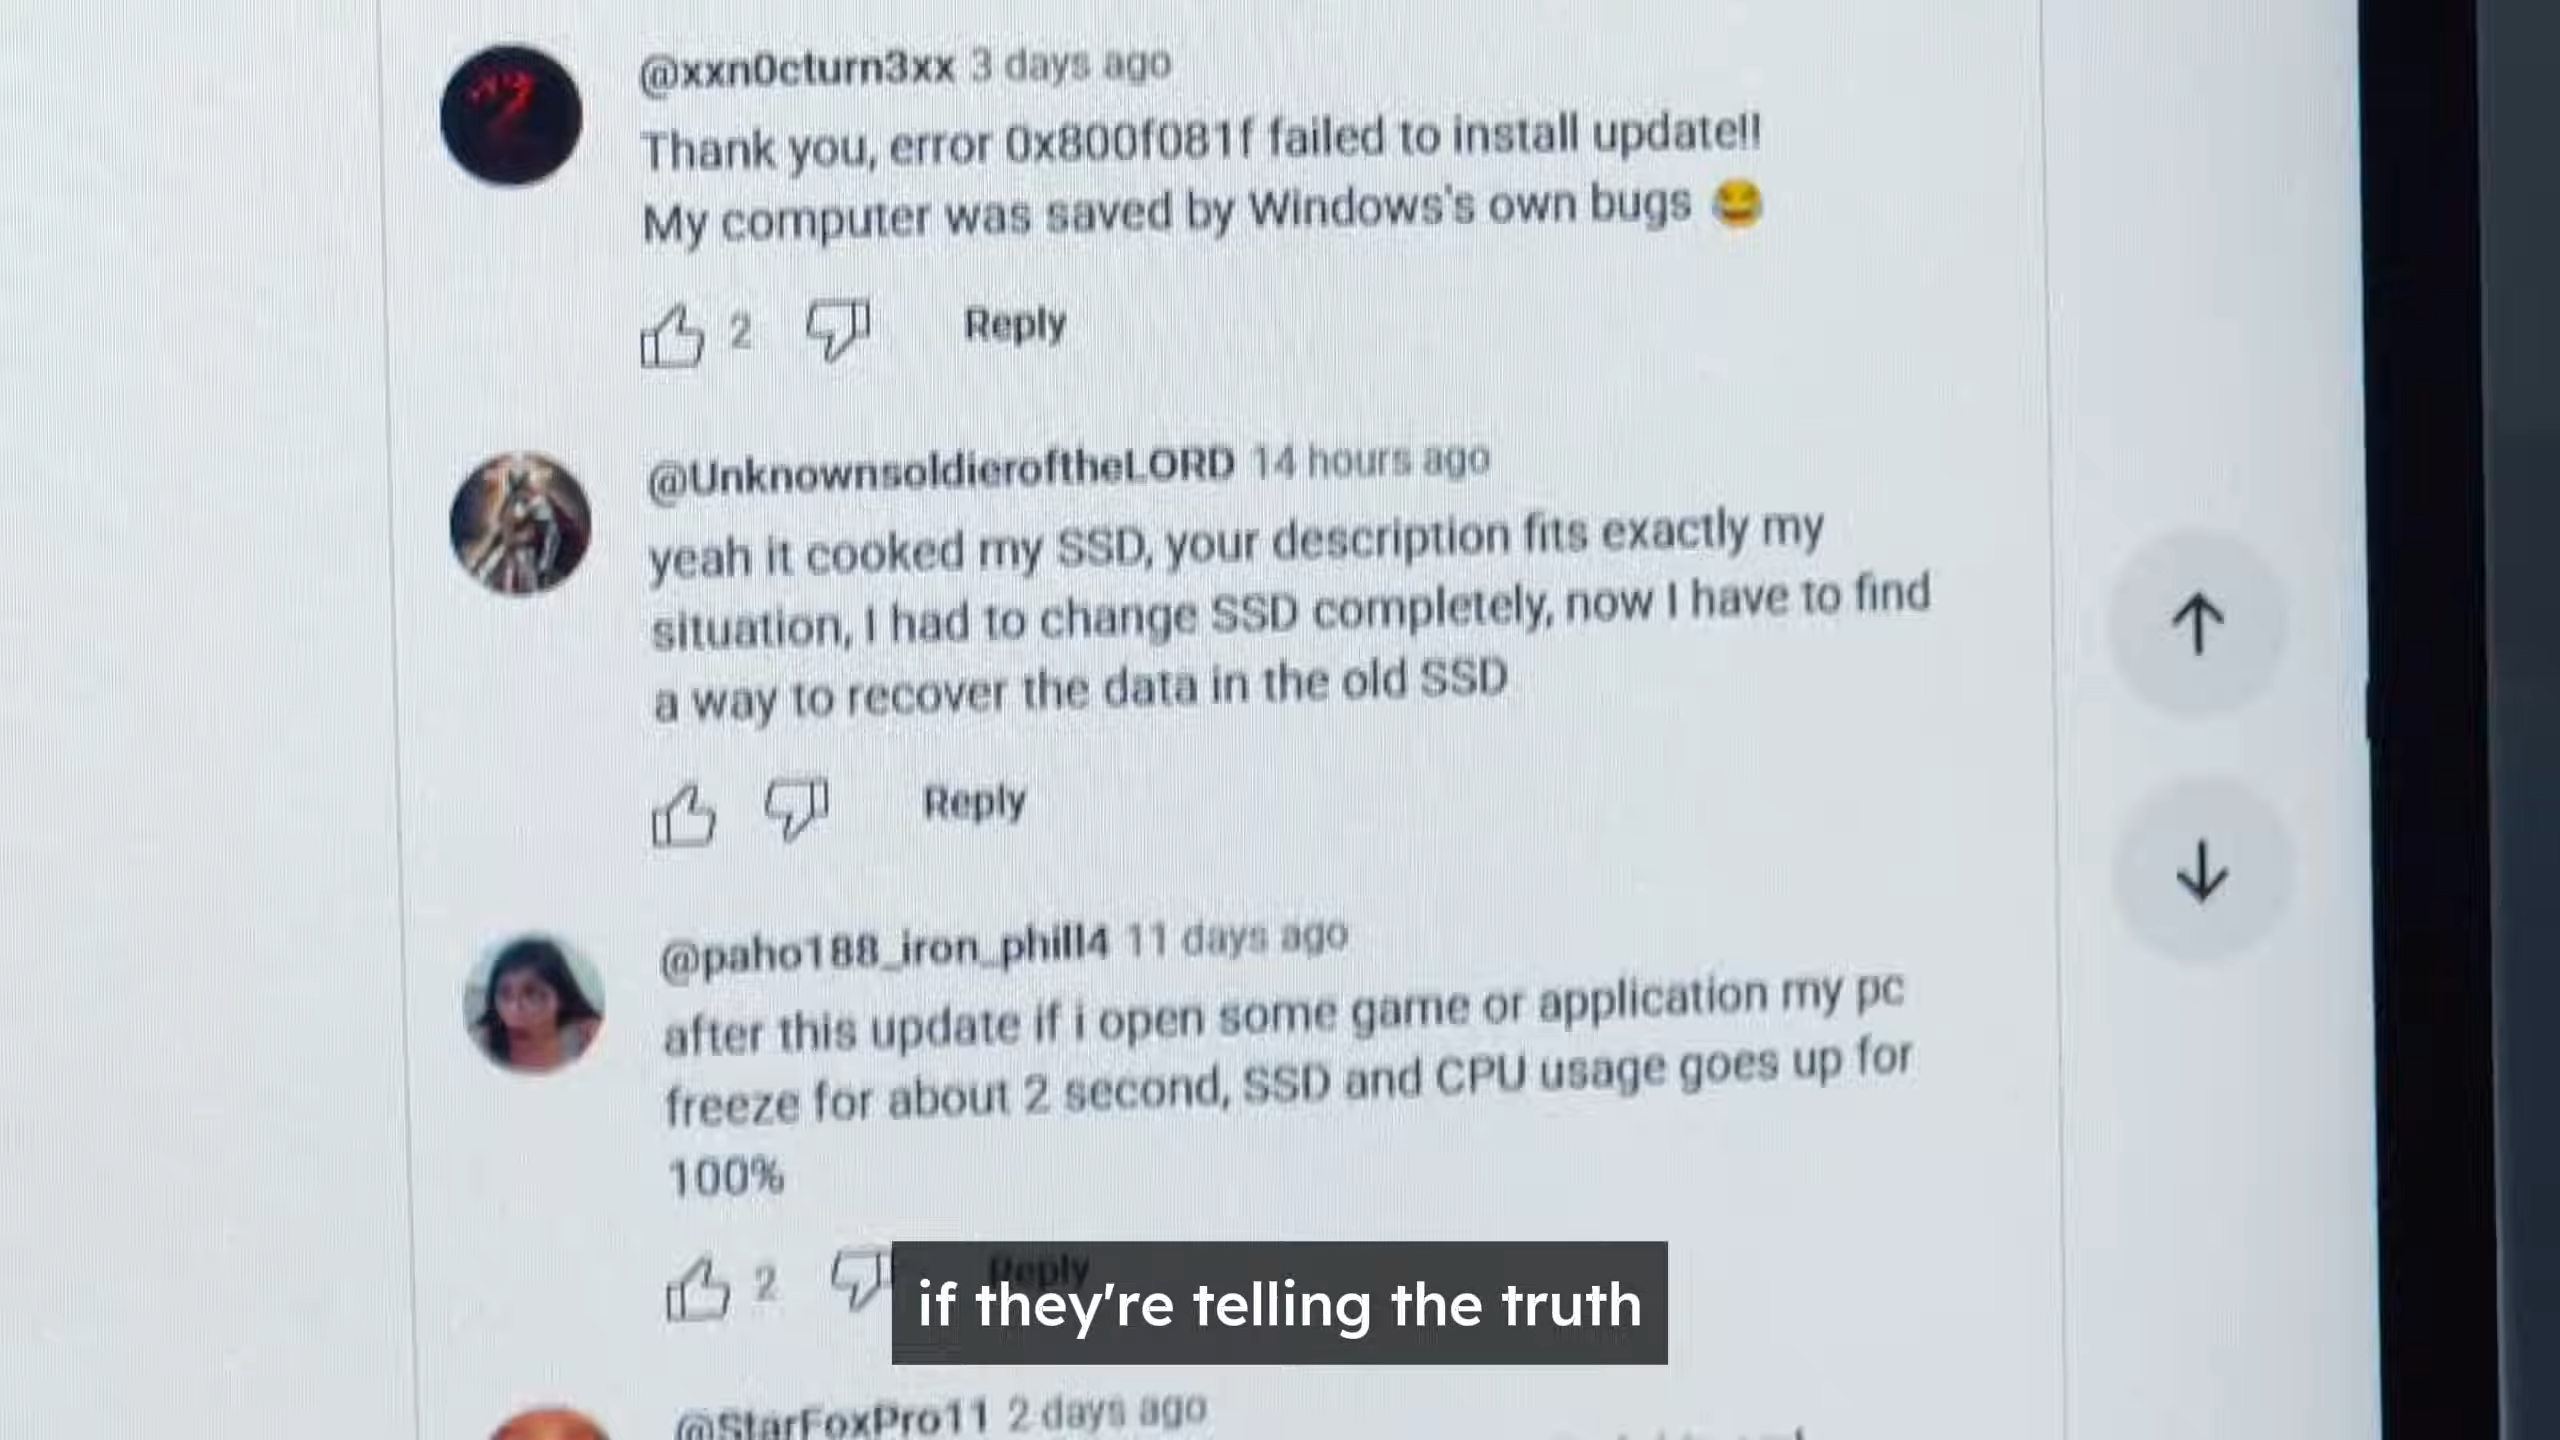 @xxn0cturn3xx 3 days ago
Thank you, error 0x800f081f failed to install update!!
My computer was saved by Windows's own bugs 😂
2 Reply
@UnknownsoldieroftheLORD 14 hours ago
yeah it cooked my SSD, your description fits exactly my
situation, I had to change SSD completely, now I have to find
a way to recover the data in the old SSD
Reply
@paho188_iron_phill4 11 days ago
after this update if i open some game or application my pc
freeze for about 2 second, SSD and CPU usage goes up for
100%
2 Reply
if they're telling the truth
@StarFoxPro11 2 days ago